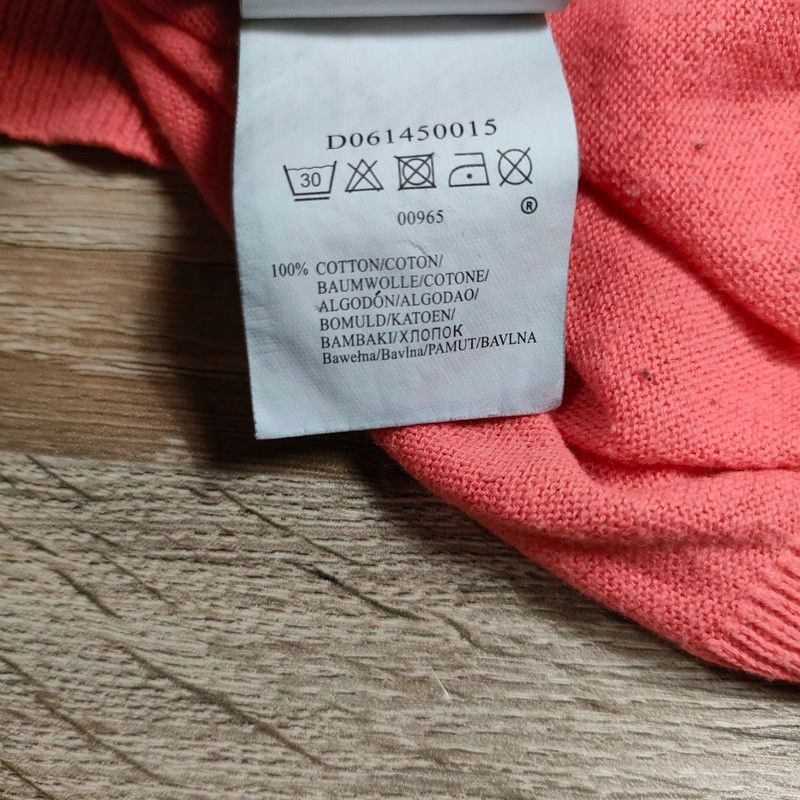 D061450015
30
00965
®
100% COTTON/COTON/
BAUMWOLLE/COTONE/
ALGODÓN/ALGODAO/
BOMULD/KATOEN/
BAMBAKI/ХЛОПОК
Bawełna/Bavlna/PAMUT/BAVLNA